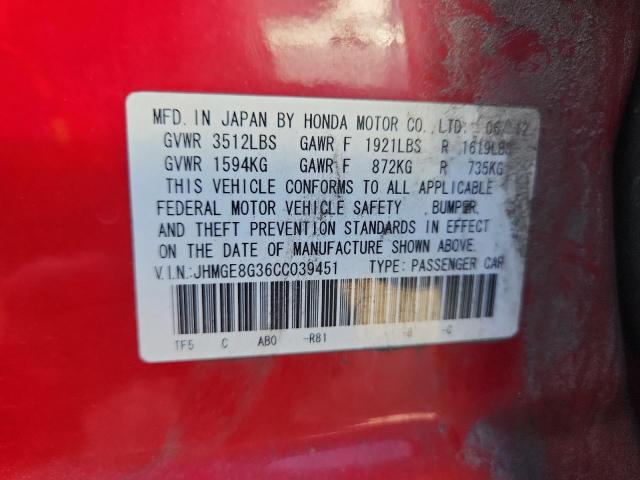 MFD. IN JAPAN BY HONDA MOTOR CO.,LTD. 06/12
GVWR 3512LBS GAWR F 1921LBS R 1619LBS
GVWR 1594KG GAWR F 872KG R 735KG
THIS VEHICLE CONFORMS TO ALL APPLICABLE
FEDERAL MOTOR VEHICLE SAFETY ,BUMPER,
AND THEFT PREVENTION STANDARDS IN EFFECT
ON THE DATE OF MANUFACTURE SHOWN ABOVE.
V.I.N.:JHMGE8G36CC039451 TYPE: PASSENGER CAR
TF5 C AB0 -R81 -B -C